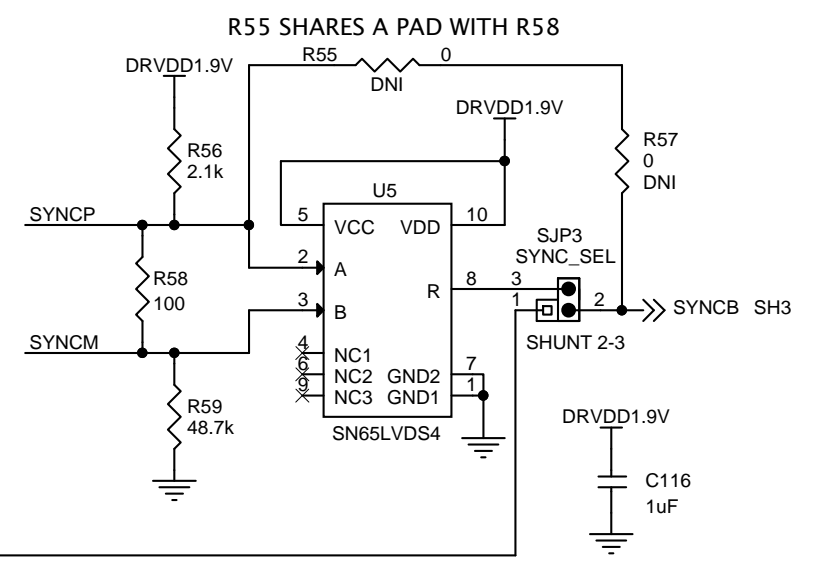 R55 SHARES A PAD WITH R58
R55 0
DNI
DRVDD1.9V
DRVDD1.9V
R56
2.1k
R57
0
DNI
U5
SYNCP
5 VCC VDD 10
SJP3
SYNC_SEL
2 A
R 8 3
R58
100
3 B
1 2 SYNCB SH3
SHUNT 2-3
SYNCM
4 NC1
6 NC2 GND2 7
9 NC3 GND1 1
R59
48.7k
SN65LVDS4
DRVDD1.9V
C116
1uF